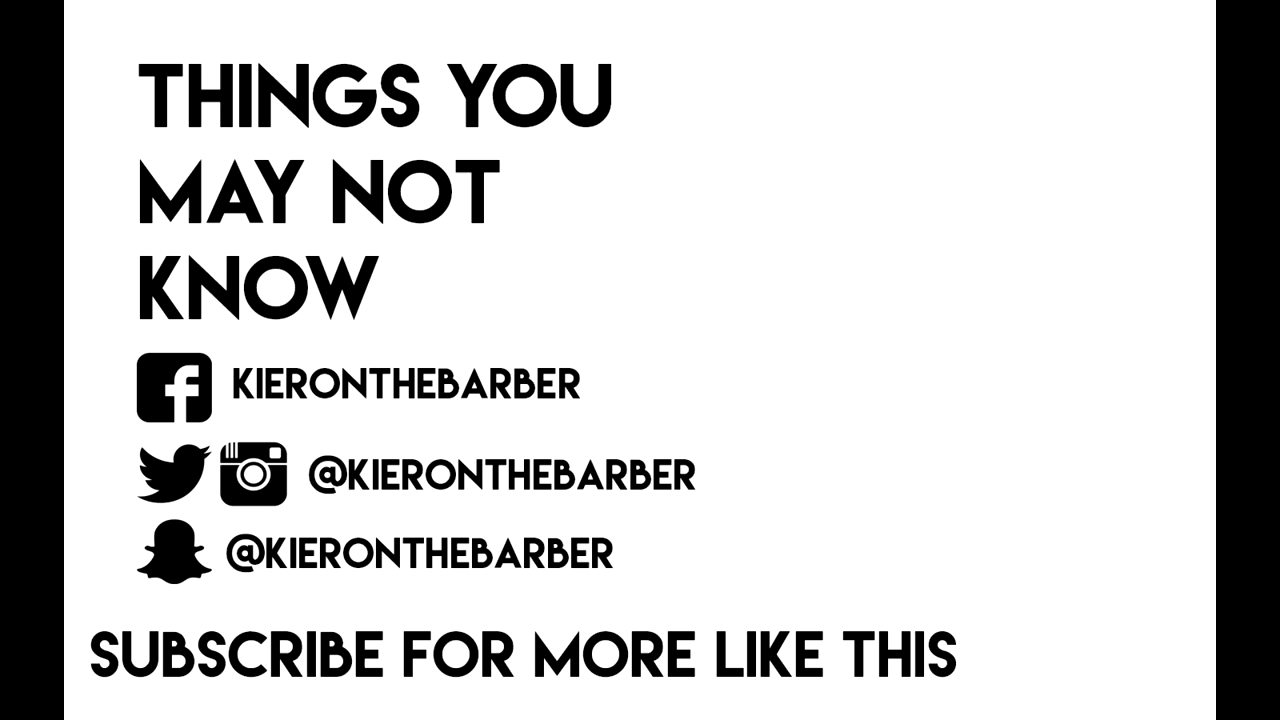 THINGS YOU
MAY NOT
KNOW
KIERONTHEBARBER
@KIERONTHEBARBER
@KIERONTHEBARBER
SUBSCRIBE FOR MORE LIKE THIS